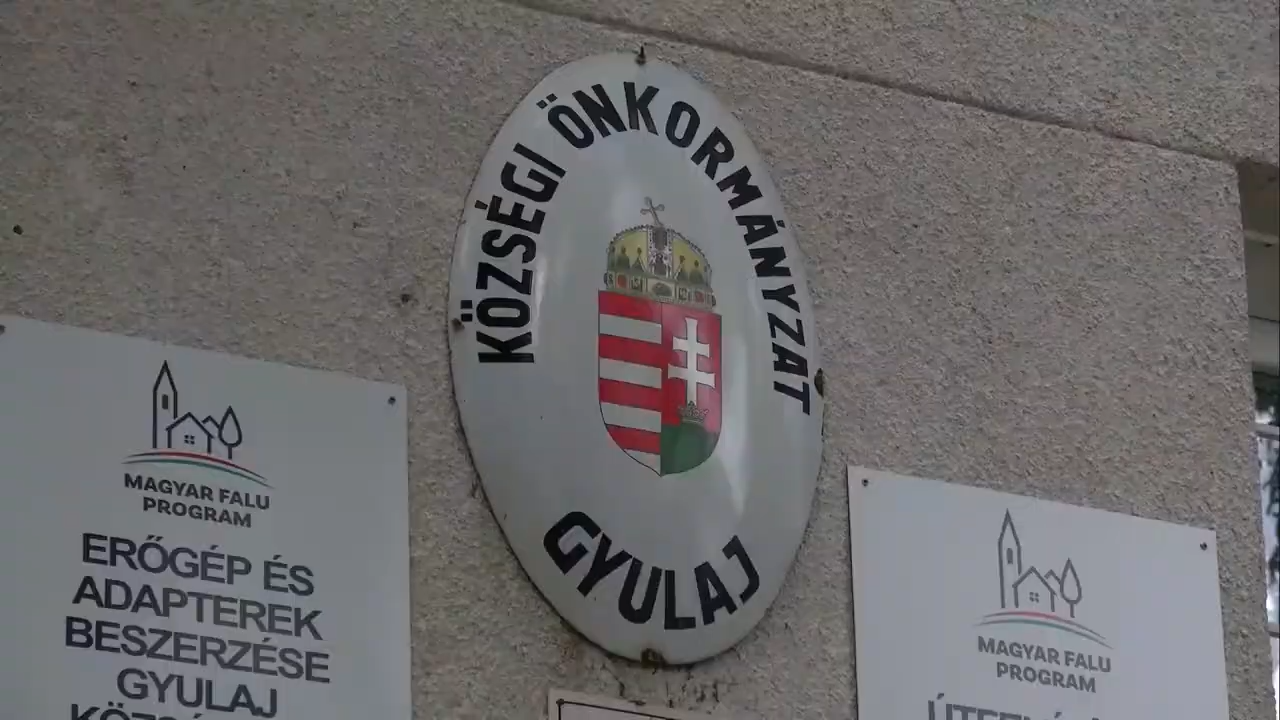 KÖZSÉGI ÖNKORMÁNYZAT
GYULAJ
MAGYAR FALU
PROGRAM
ERŐGÉP ÉS
ADAPTEREK
BESZERZÉSE
GYULAJ
MAGYAR FALU
PROGRAM